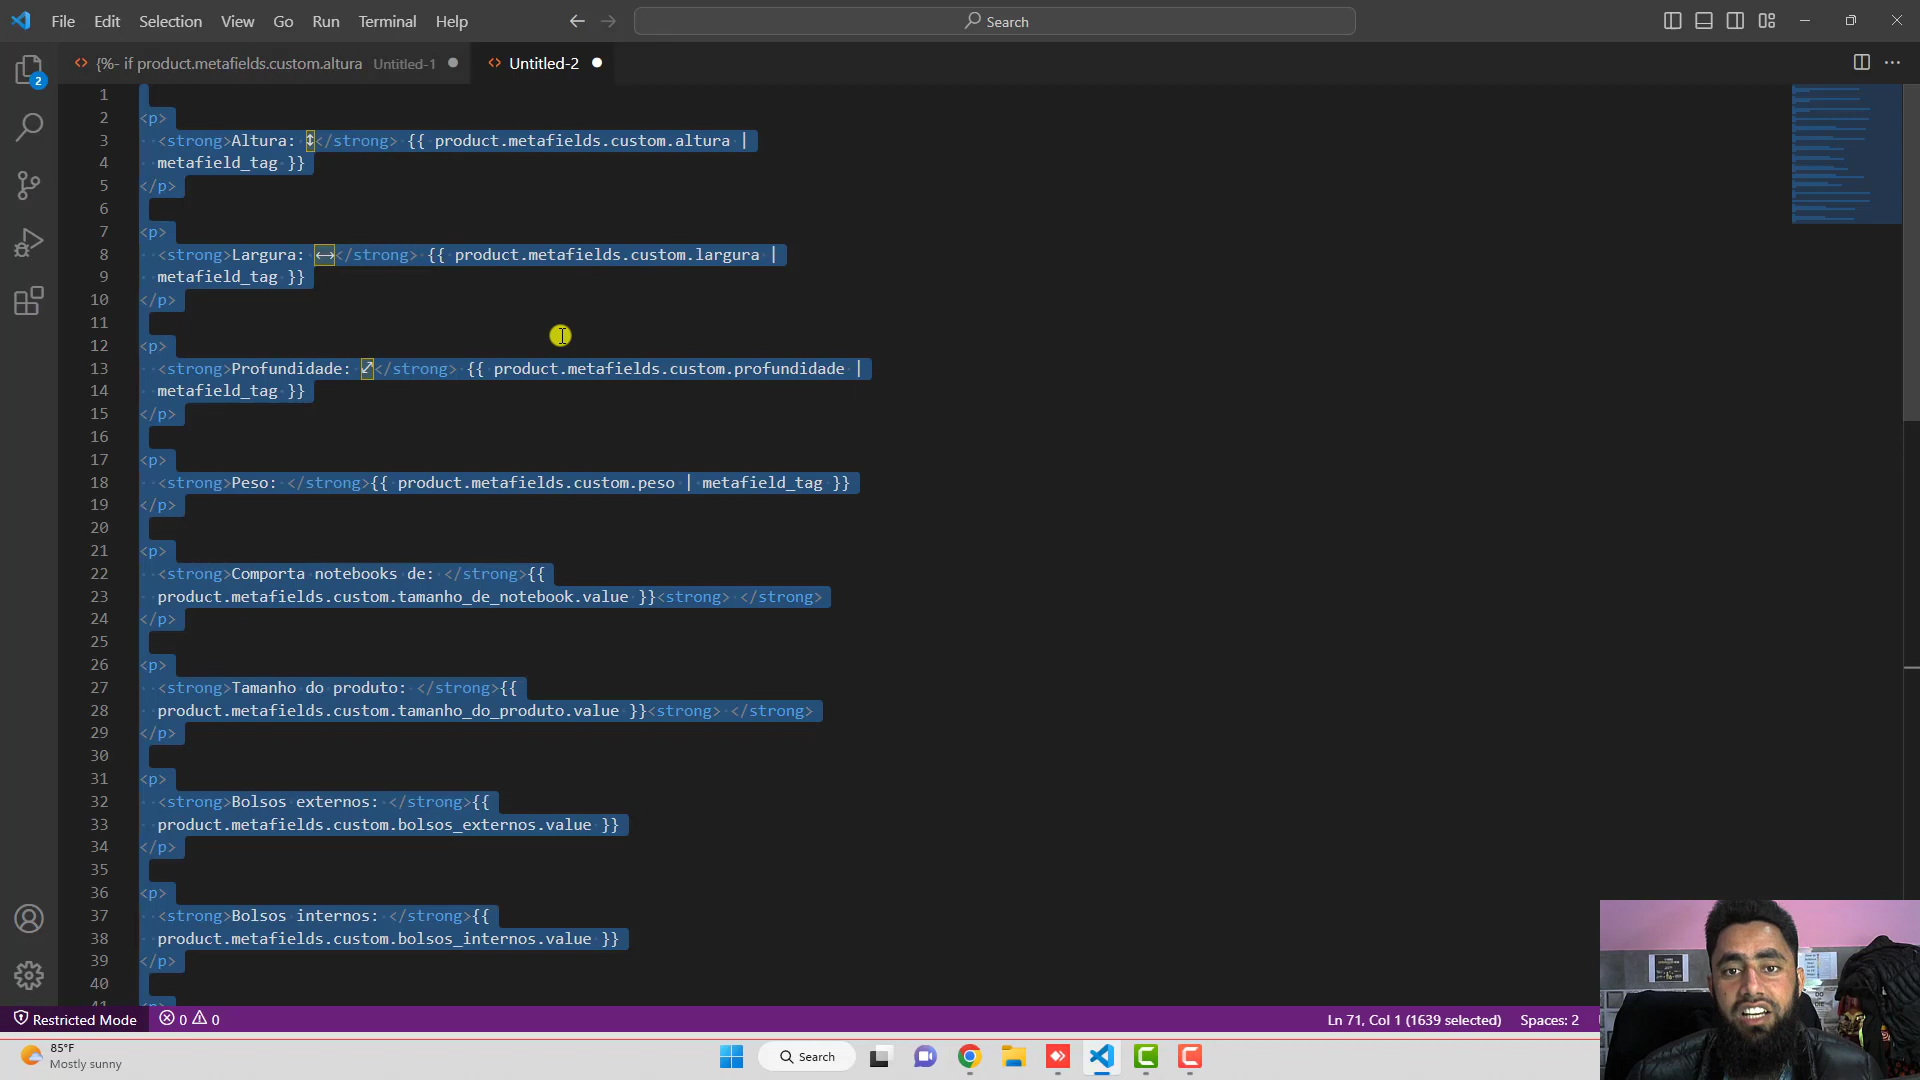 File Edit Selection View Go Run Terminal Help Search
{%- if product.metafields.custom.altura Untitled-1 Untitled-2
1
2 <p>
3 <strong>Altura: ↕</strong> {{ product.metafields.custom.altura |
4 metafield_tag }}
5 </p>
6
7 <p>
8 <strong>Largura: ↔</strong> {{ product.metafields.custom.largura |
9 metafield_tag }}
10 </p>
11
12 <p>
13 <strong>Profundidade: ⤢</strong> {{ product.metafields.custom.profundidade |
14 metafield_tag }}
15 </p>
16
17 <p>
18 <strong>Peso: </strong>{{ product.metafields.custom.peso | metafield_tag }}
19 </p>
20
21 <p>
22 <strong>Comporta notebooks de: </strong>{{
23 product.metafields.custom.tamanho_de_notebook.value }}<strong> </strong>
24 </p>
25
26 <p>
27 <strong>Tamanho do produto: </strong>{{
28 product.metafields.custom.tamanho_do_produto.value }}<strong> </strong>
29 </p>
30
31 <p>
32 <strong>Bolsos externos: </strong>{{
33 product.metafields.custom.bolsos_externos.value }}
34 </p>
35
36 <p>
37 <strong>Bolsos internos: </strong>{{
38 product.metafields.custom.bolsos_internos.value }}
39 </p>
40
41 <p>
2
Restricted Mode 0 0 Ln 71, Col 1 (1639 selected) Spaces: 2
85°F
Mostly sunny
Search